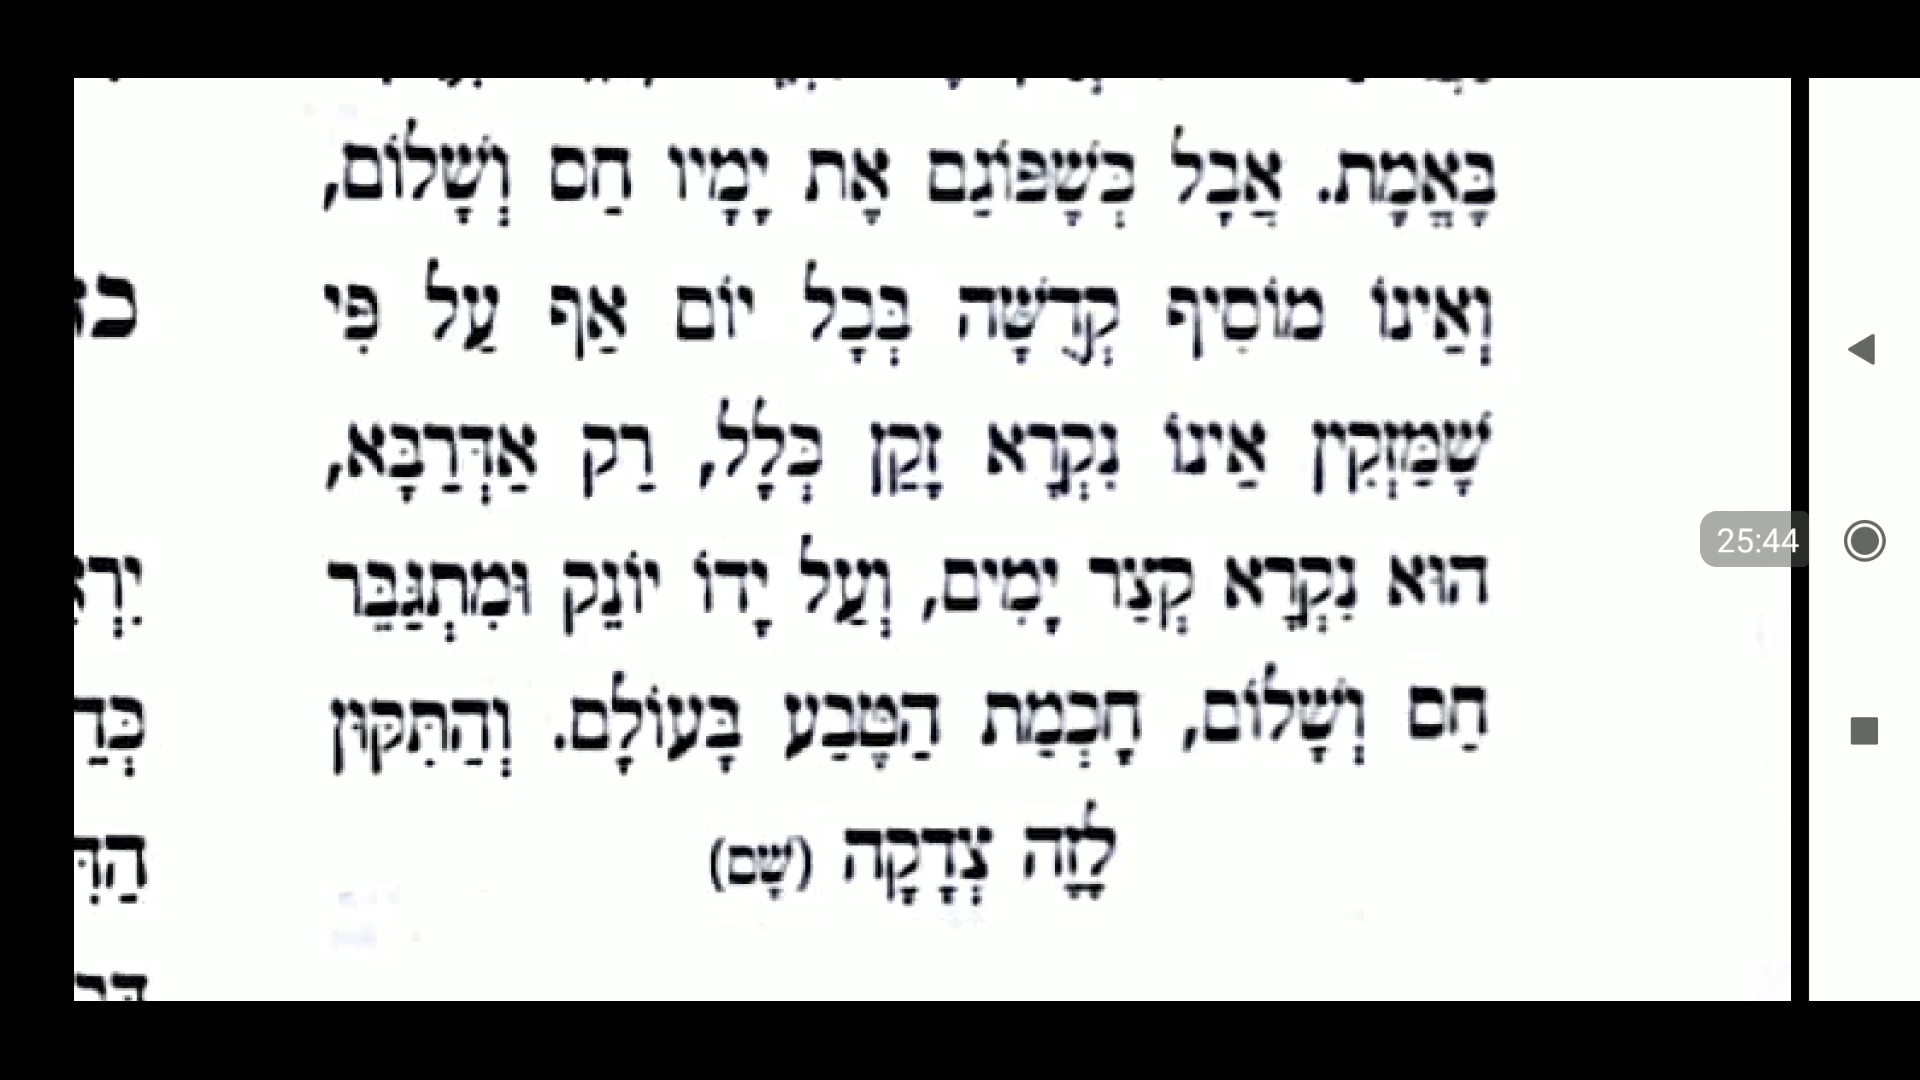 בֶּאֱמֶת. אֲבָל כְּשֶׁפּוֹגֵם אֶת יָמָיו חַס וְשָׁלוֹם,
וְאֵינוֹ מוֹסִיף קְדֻשָּׁה בְּכָל יוֹם אַף עַל פִּי
שֶׁמַּזְקִין אֵינוֹ נִקְרָא זָקֵן כְּלָל, רַק אַדְּרַבָּא,
הוּא נִקְרָא קְצַר יָמִים, וְעַל יָדוֹ יוֹנֵק וּמִתְגַּבֵּר
חַס וְשָׁלוֹם, חָכְמַת הַטֶּבַע בָּעוֹלָם. וְהַתִּקּוּן
לָזֶה צְדָקָה (שָׁם)
25:44